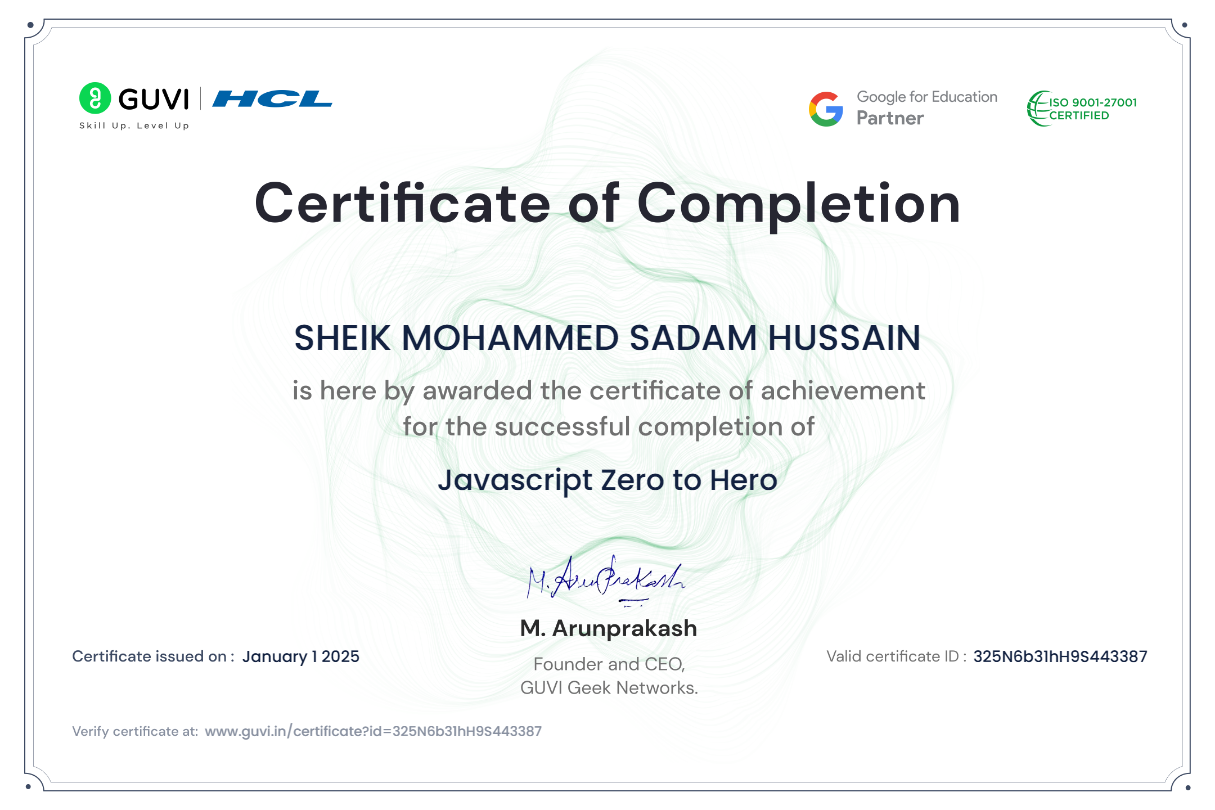 GUVI | HCL
Skill Up. Level Up
Google for Education
Partner
ISO 9001-27001
CERTIFIED
Certificate of Completion
SHEIK MOHAMMED SADAM HUSSAIN
is here by awarded the certificate of achievement
for the successful completion of
Javascript Zero to Hero
M. ArunPrakash
M. Arunprakash
Founder and CEO,
GUVI Geek Networks.
Certificate issued on : January 1 2025
Valid certificate ID : 325N6b31hH9S443387
Verify certificate at: www.guvi.in/certificate?id=325N6b31hH9S443387